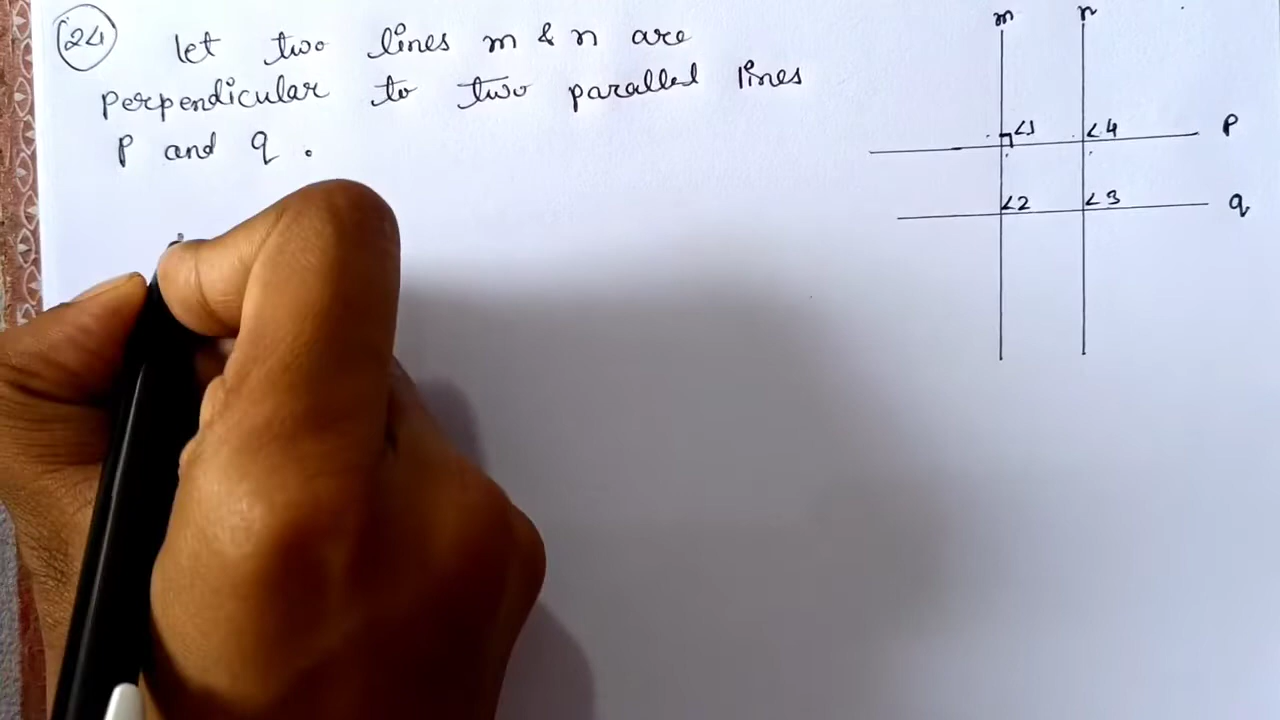 24 let two lines m & n are
perpendicular to two parallel lines
p and q.
m n
∠1 ∠4 p
∠2 ∠3 q